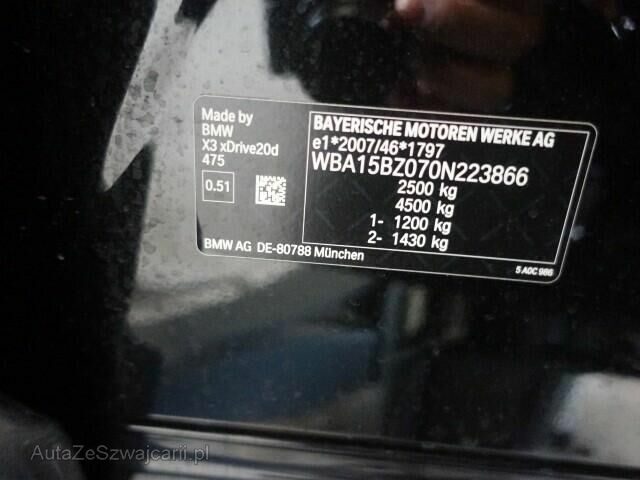 Made by
BMW
X3 xDrive20d
475
0.51
BMW AG DE-80788 München
BAYERISCHE MOTOREN WERKE AG
e1*2007/46*1797
WBA15BZ070N223866
2500 kg
4500 kg
1- 1200 kg
2- 1430 kg
5 A0C 986
AutaZeSzwajcarii.pl